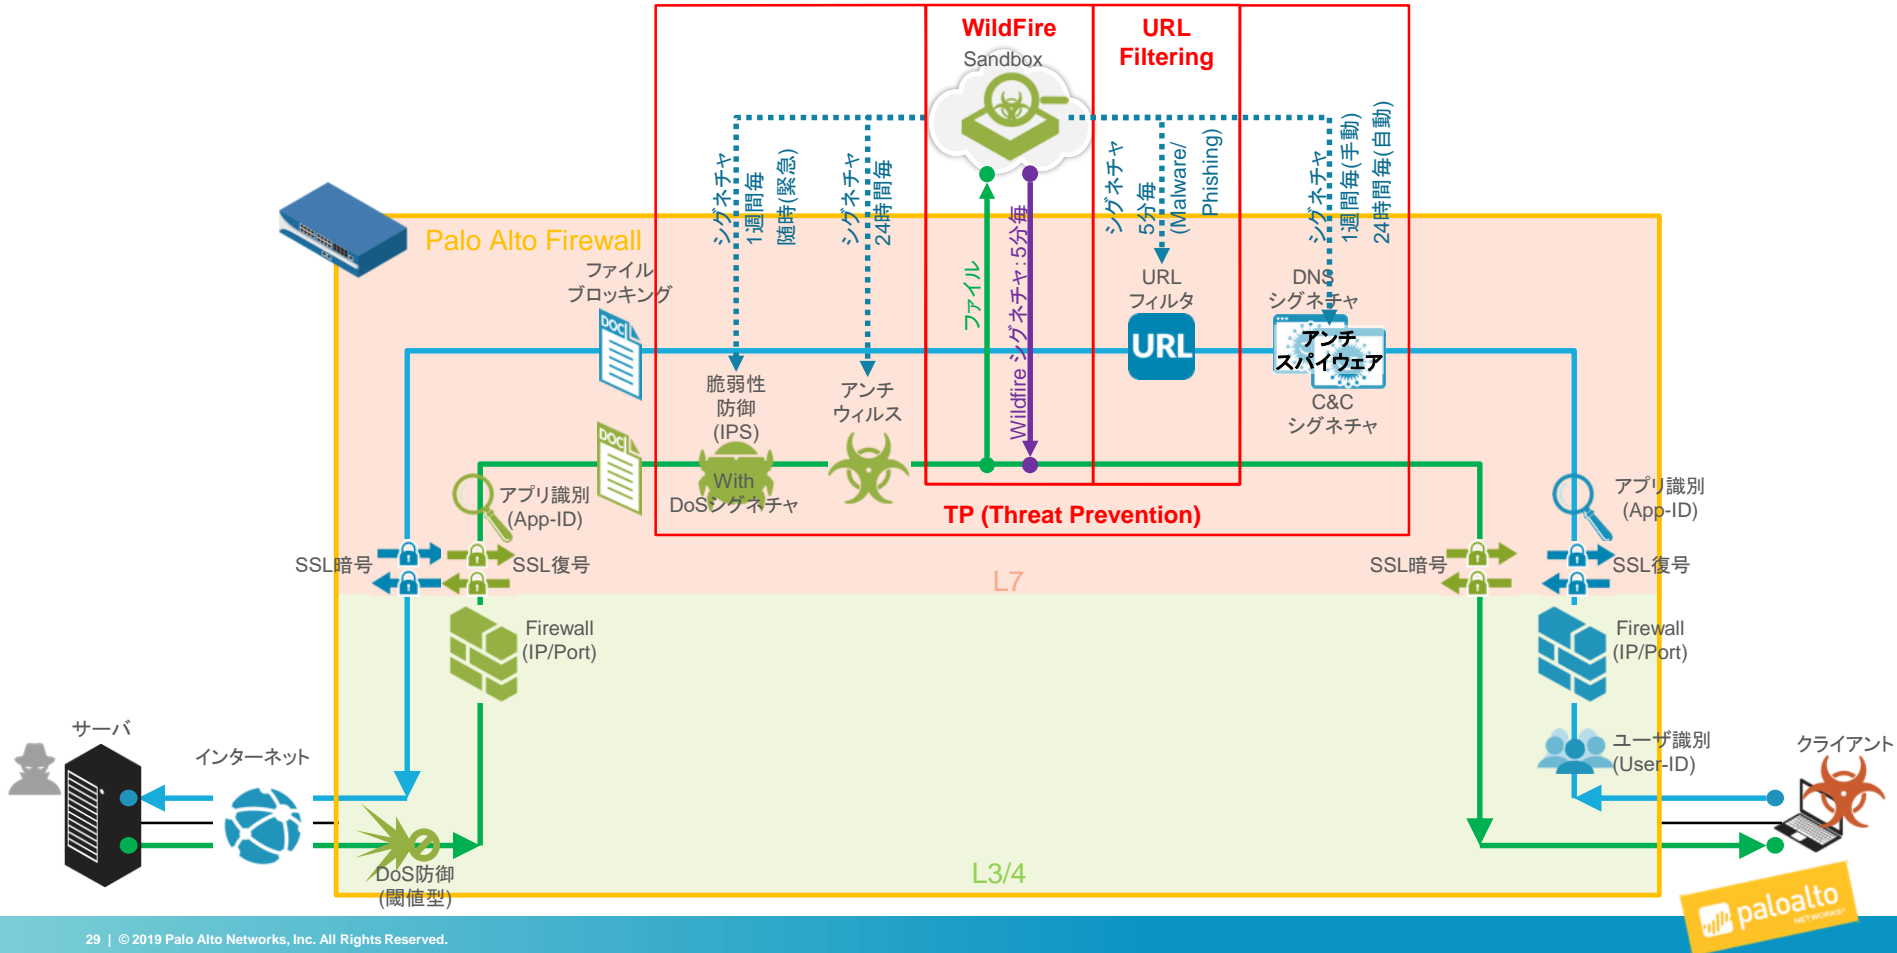 WildFire
Sandbox
URL
Filtering
シグネチャ
1週間毎
随時(緊急)
シグネチャ
24時間毎
シグネチャ
5分毎
(Malware/
Phishing)
シグネチャ
1週間毎(手動)
24時間毎(自動)
Palo Alto Firewall
ファイル
ブロッキング
DOC
ファイル
Wildfire シグネチャ:5分毎
URL
フィルタ
URL
DNS
シグネチャ
アンチ
スパイウェア
C&C
シグネチャ
脆弱性
防御
(IPS)
アンチ
ウィルス
DOC
With
DoSシグネチャ
TP (Threat Prevention)
アプリ識別
(App-ID)
アプリ識別
(App-ID)
SSL暗号
SSL復号
SSL暗号
SSL復号
L7
Firewall
(IP/Port)
Firewall
(IP/Port)
サーバ
インターネット
ユーザ識別
(User-ID)
クライアント
DoS防御
(閾値型)
L3/4
paloalto
NETWORKS®
29 | © 2019 Palo Alto Networks, Inc. All Rights Reserved.